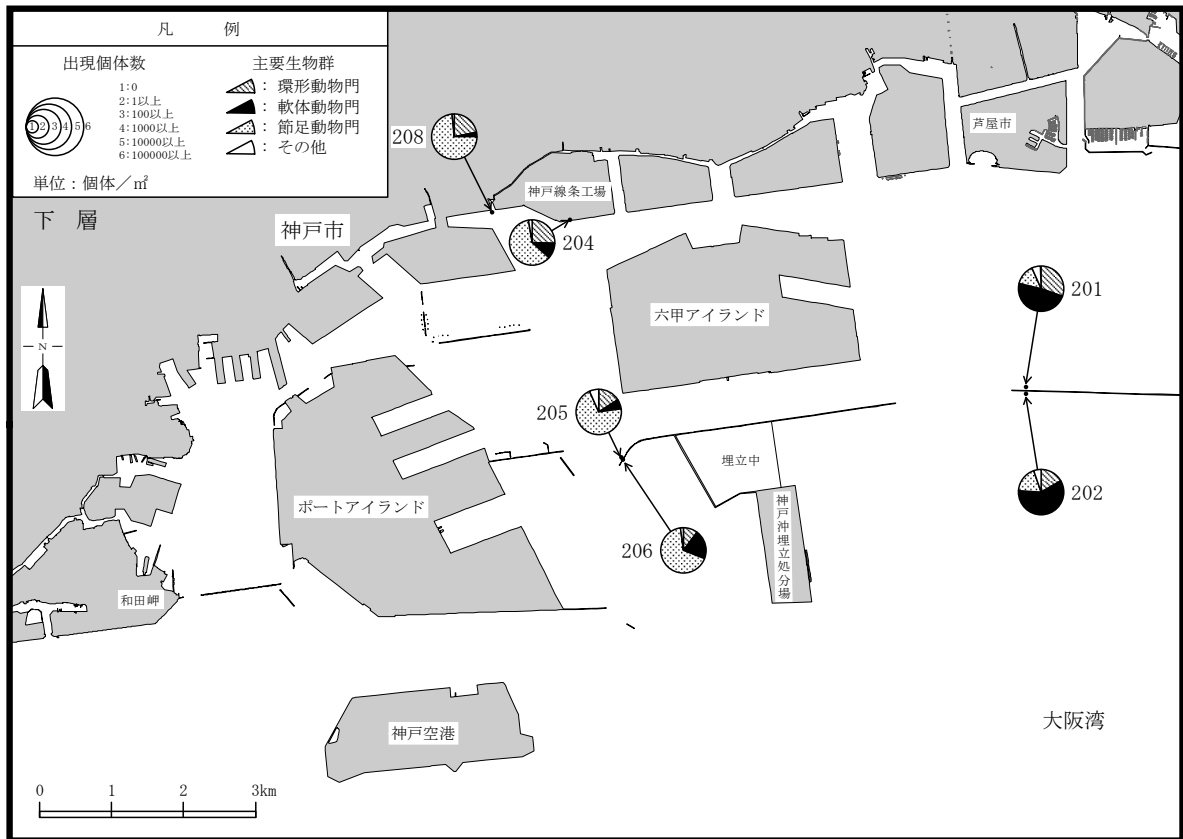 凡 例
出現個体数
主要生物群
1 2 3 4 5 6
1:0
2:1以上
3:100以上
4:1000以上
5:10000以上
6:100000以上
：環形動物門
：軟体動物門
：節足動物門
：その他
単位：個体／㎡
下 層
208
神戸線条工場
芦屋市
神戸市
204
201
六甲アイランド
N
205
埋立中
202
ポートアイランド
神戸沖埋立処分場
206
和田岬
神戸空港
大阪湾
0 1 2 3km